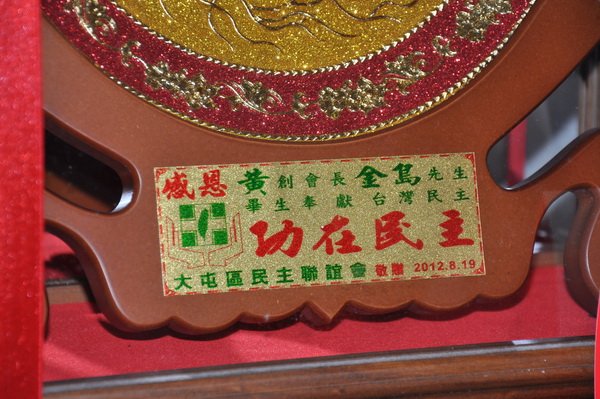 感恩 黃創會長金島先生
畢生奉獻台灣民主
功在民主
大屯區民主聯誼會 敬贈 2012.8.19